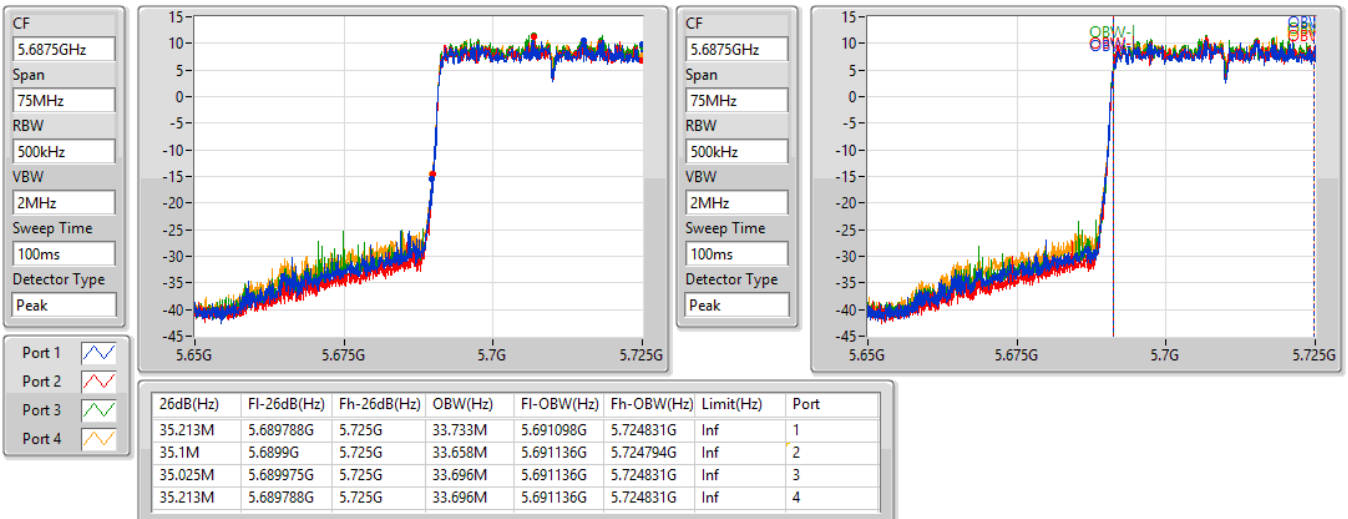 CF
5.6875GHz
Span
75MHz
RBW
500kHz
VBW
2MHz
Sweep Time
100ms
Detector Type
Peak
15
10
5
0
-5
-10
-15
-20
-25
-30
-35
-40
-45
5.65G 5.675G 5.7G 5.725G
CF
5.6875GHz
Span
75MHz
RBW
500kHz
VBW
2MHz
Sweep Time
100ms
Detector Type
Peak
15
10
5
0
-5
-10
-15
-20
-25
-30
-35
-40
-45
OBW-
OBW-
5.65G 5.675G 5.7G 5.725G
Port 1
Port 2
Port 3
Port 4
26dB(Hz) Fl-26dB(Hz) Fh-26dB(Hz) OBW(Hz) Fl-OBW(Hz) Fh-OBW(Hz) Limit(Hz) Port
35.213M 5.689788G 5.725G 33.733M 5.691098G 5.724831G Inf 1
35.1M 5.6899G 5.725G 33.658M 5.691136G 5.724794G Inf 2
35.025M 5.689975G 5.725G 33.696M 5.691136G 5.724831G Inf 3
35.213M 5.689788G 5.725G 33.696M 5.691136G 5.724831G Inf 4